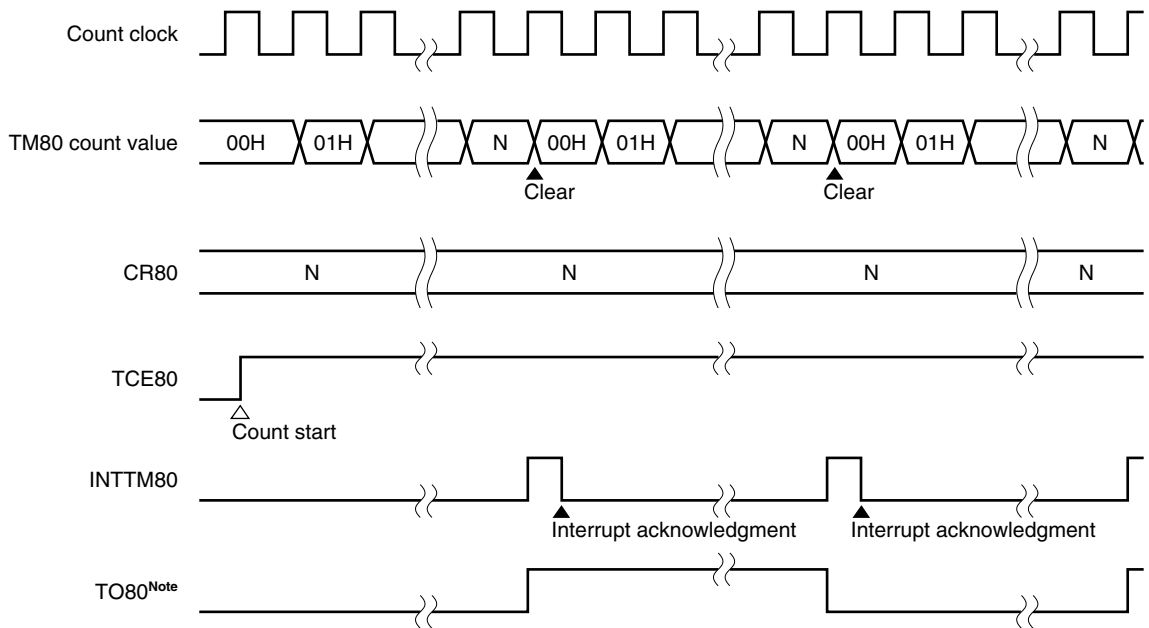 Count clock
TM80 count value
00H 01H N 00H 01H N 00H 01H N
Clear Clear
CR80 N N N N
TCE80
Count start
INTTM80
Interrupt acknowledgment Interrupt acknowledgment
TO80Note